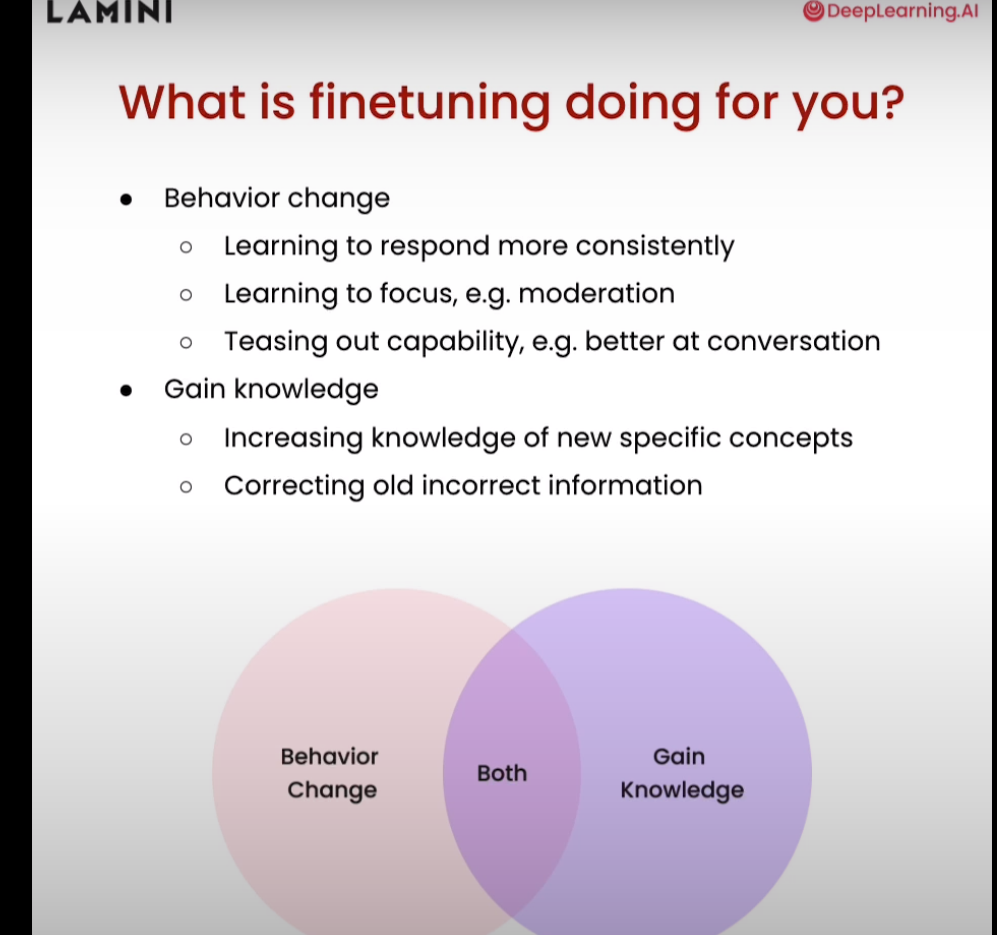 LAMINI
DeepLearning.AI
What is finetuning doing for you?
● Behavior change
○ Learning to respond more consistently
○ Learning to focus, e.g. moderation
○ Teasing out capability, e.g. better at conversation
● Gain knowledge
○ Increasing knowledge of new specific concepts
○ Correcting old incorrect information
Behavior
Change
Both
Gain
Knowledge